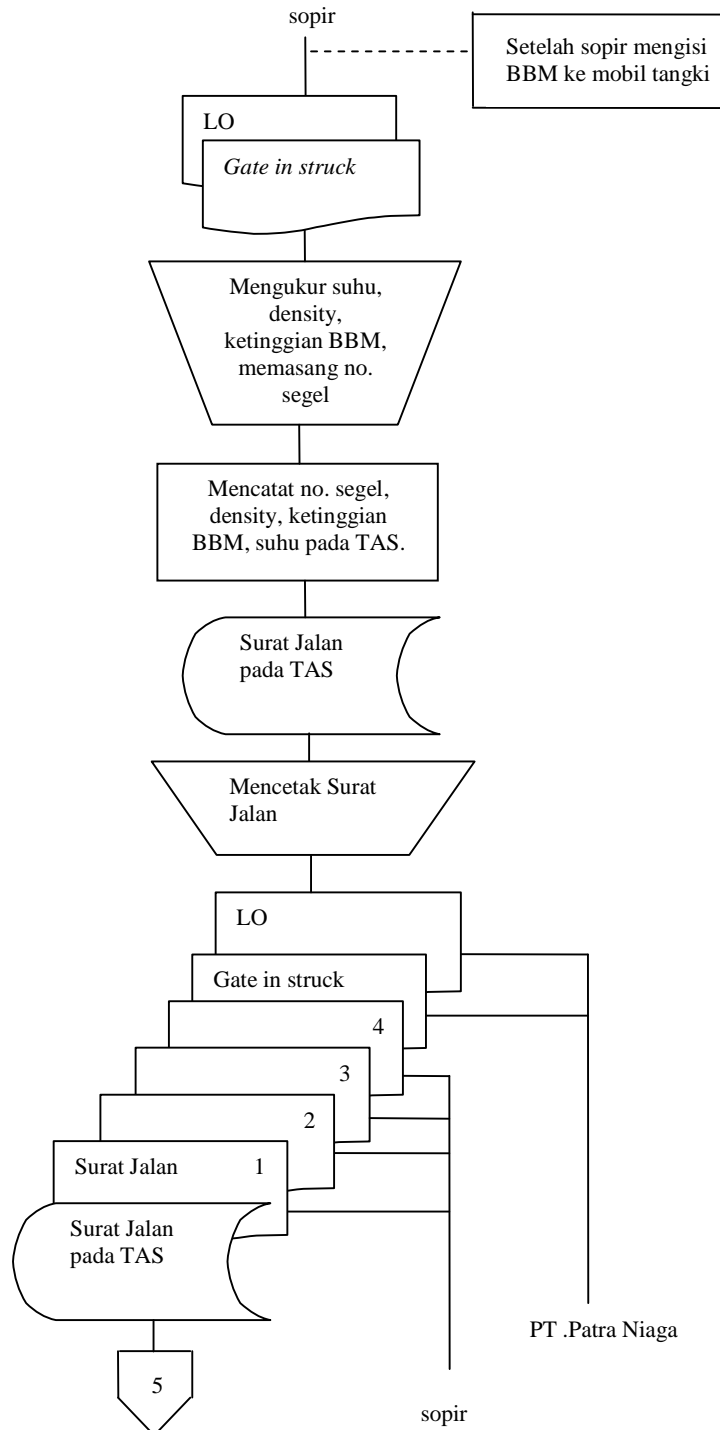 sopir
Setelah sopir mengisi
BBM ke mobil tangki
LO
Gate in struck
Mengukur suhu,
density,
ketinggian BBM,
memasang no.
segel
Mencatat no. segel,
density, ketinggian
BBM, suhu pada TAS.
Surat Jalan
pada TAS
Mencetak Surat
Jalan
LO
Gate in struck
4
3
2
Surat Jalan 1
Surat Jalan
pada TAS
PT .Patra Niaga
5
sopir